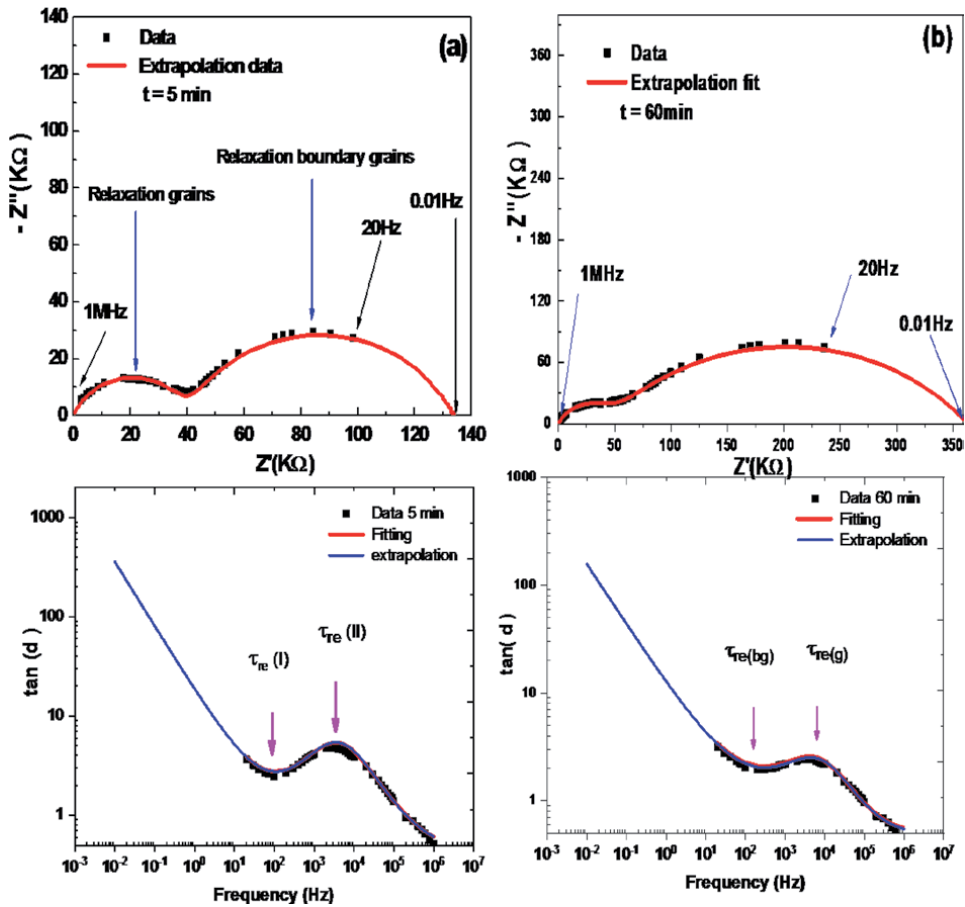 (a)
Data
Extrapolation data
t = 5 min
Relaxation boundary grains
Relaxation grains
0.01Hz
20Hz
1MHz
- Z''(KΩ)
140
120
100
80
60
40
20
0
0 20 40 60 80 100 120 140
Z'(KΩ)
(b)
Data
Extrapolation fit
t = 60min
1MHz
20Hz
0.01Hz
- Z''(KΩ)
360
270
180
90
0
0 50 100 150 200 250 300 350
Z'(KΩ)
Data 5 min
Fitting
extrapolation
τre (I)
τre (II)
tan (d )
1000
100
10
1
10⁻³ 10⁻² 10⁻¹ 10⁰ 10¹ 10² 10³ 10⁴ 10⁵ 10⁶ 10⁷
Frequency (Hz)
Data 60 min
Fitting
Extrapolation
τre(bg)
τre(g)
tan( d )
1000
100
10
1
10⁻³ 10⁻² 10⁻¹ 10⁰ 10¹ 10² 10³ 10⁴ 10⁵ 10⁶ 10⁷
Frequency (Hz)